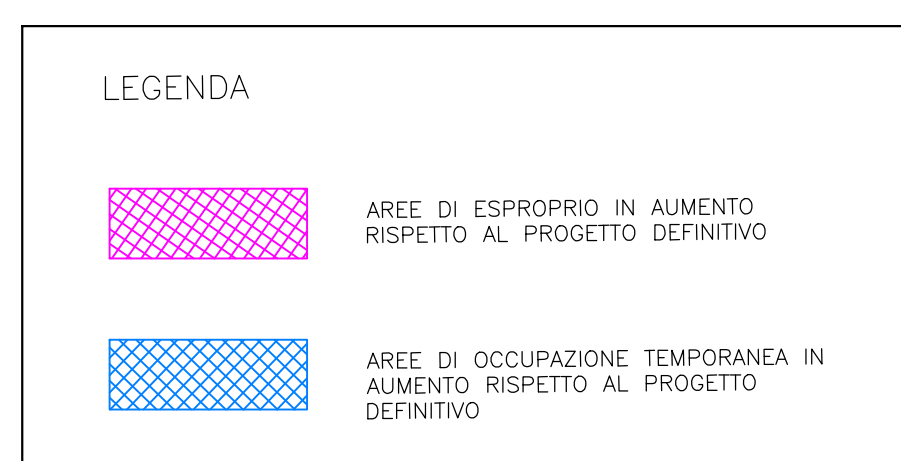 LEGENDA
AREE DI ESPROPRIO IN AUMENTO
RISPETTO AL PROGETTO DEFINITIVO
AREE DI OCCUPAZIONE TEMPORANEA IN
AUMENTO RISPETTO AL PROGETTO
DEFINITIVO